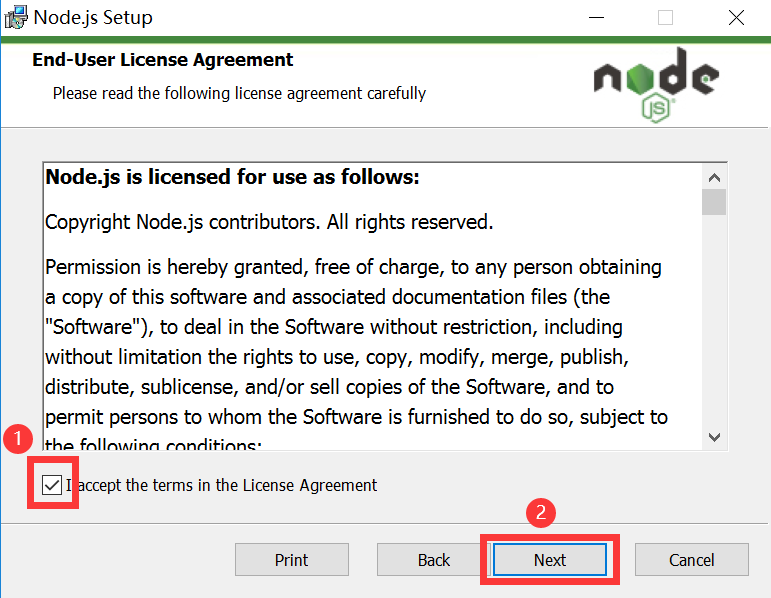 Node.js Setup
End-User License Agreement
Please read the following license agreement carefully
node
JS
Node.js is licensed for use as follows:
Copyright Node.js contributors. All rights reserved.
Permission is hereby granted, free of charge, to any person obtaining
a copy of this software and associated documentation files (the
"Software"), to deal in the Software without restriction, including
without limitation the rights to use, copy, modify, merge, publish,
distribute, sublicense, and/or sell copies of the Software, and to
permit persons to whom the Software is furnished to do so, subject to
the following conditions:
1
I accept the terms in the License Agreement
2
Print Back Next Cancel